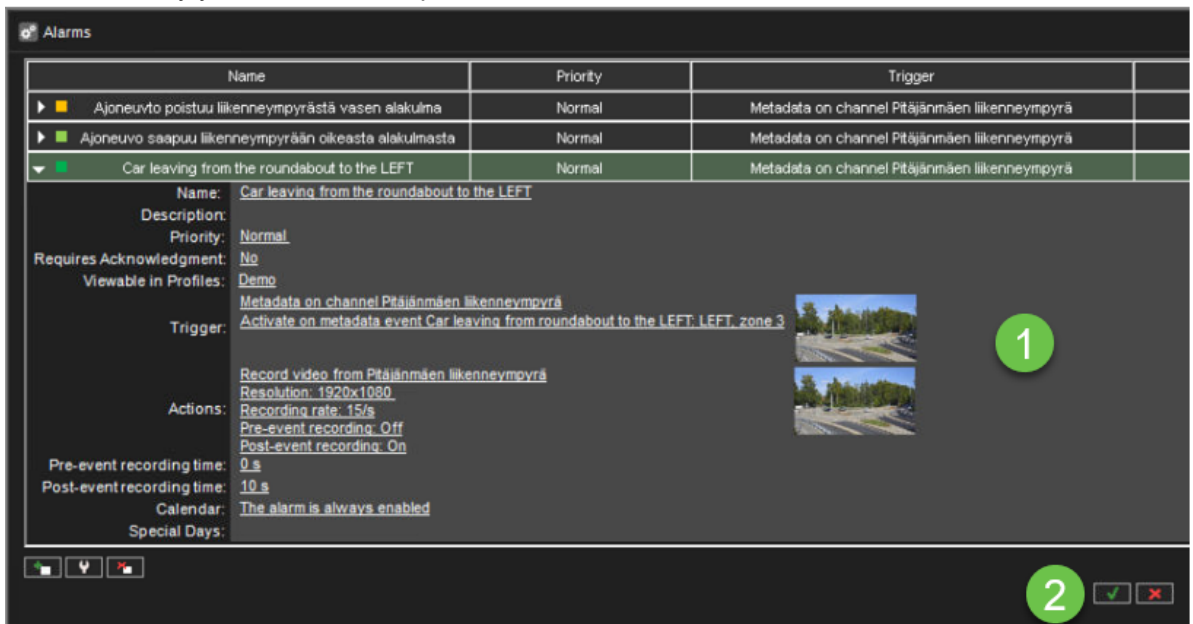 Alarms
Name Priority Trigger
Ajoneuvto poistuu liikenneympyrästä vasen alakulma Normal Metadata on channel Pitäjänmäen liikenneympyrä
Ajoneuvo saapuu liikenneympyrään oikeasta alakulmasta Normal Metadata on channel Pitäjänmäen liikenneympyrä
Car leaving from the roundabout to the LEFT Normal Metadata on channel Pitäjänmäen liikenneympyrä
Name: Car leaving from the roundabout to the LEFT
Description:
Priority: Normal
Requires Acknowledgment: No
Viewable in Profiles: Demo
Metadata on channel Pitäjänmäen liikenneympyrä
Trigger: Activate on metadata event Car leaving from roundabout to the LEFT: LEFT, zone 3
1
Record video from Pitäjänmäen liikenneympyrä
Resolution: 1920x1080
Actions: Recording rate: 15/s
Pre-event recording: Off
Post-event recording: On
Pre-event recording time: 0 s
Post-event recording time: 10 s
Calendar: The alarm is always enabled
Special Days:
2